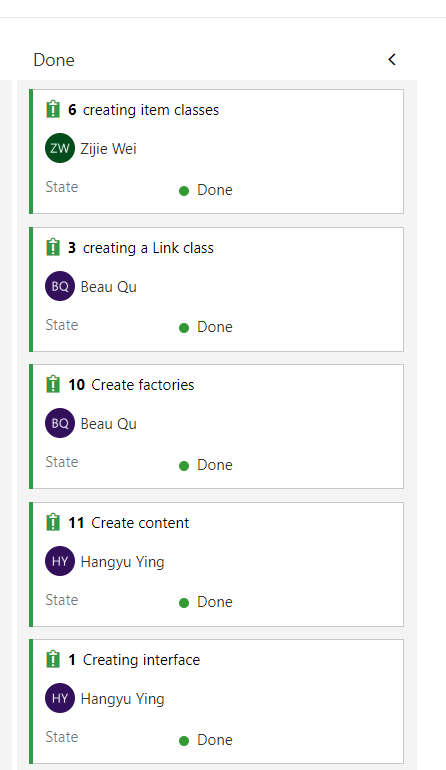 Done
6 creating item classes
ZW Zijie Wei
State Done
3 creating a Link class
BQ Beau Qu
State Done
10 Create factories
BQ Beau Qu
State Done
11 Create content
HY Hangyu Ying
State Done
1 Creating interface
HY Hangyu Ying
State Done